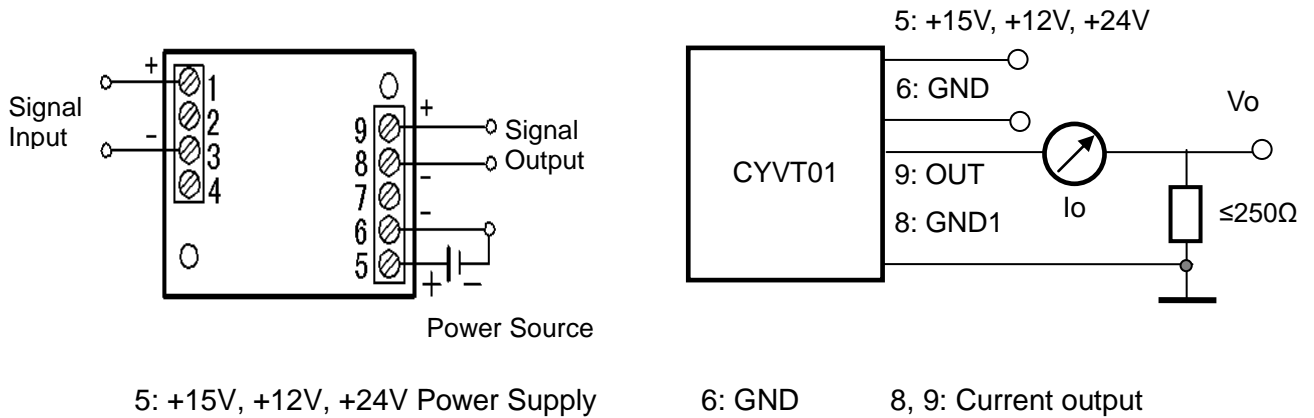 +
1
2
3
4
-
Signal
Input
9
8
7
6
5
+
-
-
+ -
Signal
Output
Power Source
CYVT01
5: +15V, +12V, +24V
6: GND
9: OUT
8: GND1
Io
Vo
≤250Ω
5: +15V, +12V, +24V Power Supply 6: GND 8, 9: Current output